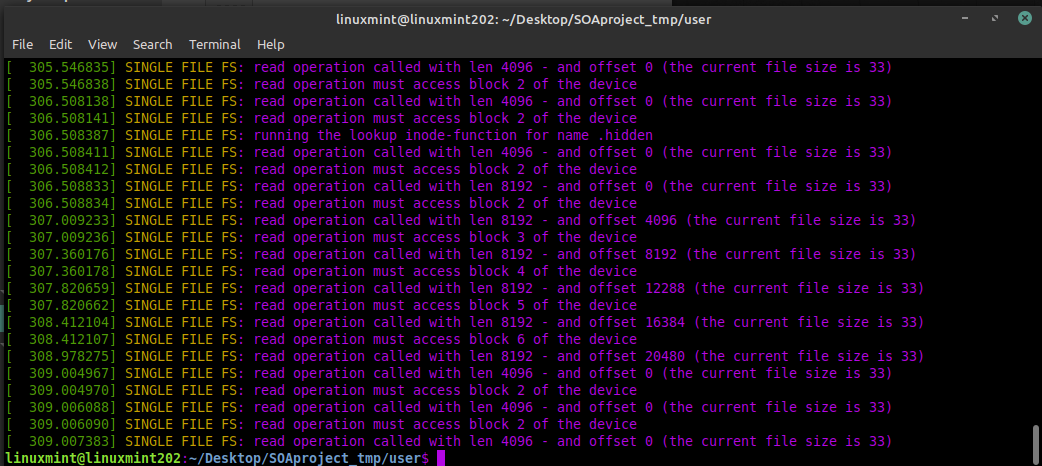 linuxmint@linuxmint202: ~/Desktop/SOAproject_tmp/user
File Edit View Search Terminal Help
[  305.546835] SINGLE FILE FS: read operation called with len 4096 - and offset 0 (the current file size is 33)
[  305.546838] SINGLE FILE FS: read operation must access block 2 of the device
[  306.508138] SINGLE FILE FS: read operation called with len 4096 - and offset 0 (the current file size is 33)
[  306.508141] SINGLE FILE FS: read operation must access block 2 of the device
[  306.508387] SINGLE FILE FS: running the lookup inode-function for name .hidden
[  306.508411] SINGLE FILE FS: read operation called with len 4096 - and offset 0 (the current file size is 33)
[  306.508412] SINGLE FILE FS: read operation must access block 2 of the device
[  306.508833] SINGLE FILE FS: read operation called with len 8192 - and offset 0 (the current file size is 33)
[  306.508834] SINGLE FILE FS: read operation must access block 2 of the device
[  307.009233] SINGLE FILE FS: read operation called with len 8192 - and offset 4096 (the current file size is 33)
[  307.009236] SINGLE FILE FS: read operation must access block 3 of the device
[  307.360176] SINGLE FILE FS: read operation called with len 8192 - and offset 8192 (the current file size is 33)
[  307.360178] SINGLE FILE FS: read operation must access block 4 of the device
[  307.820659] SINGLE FILE FS: read operation called with len 8192 - and offset 12288 (the current file size is 33)
[  307.820662] SINGLE FILE FS: read operation must access block 5 of the device
[  308.412104] SINGLE FILE FS: read operation called with len 8192 - and offset 16384 (the current file size is 33)
[  308.412107] SINGLE FILE FS: read operation must access block 6 of the device
[  308.978275] SINGLE FILE FS: read operation called with len 8192 - and offset 20480 (the current file size is 33)
[  309.004967] SINGLE FILE FS: read operation called with len 4096 - and offset 0 (the current file size is 33)
[  309.004970] SINGLE FILE FS: read operation must access block 2 of the device
[  309.006088] SINGLE FILE FS: read operation called with len 4096 - and offset 0 (the current file size is 33)
[  309.006090] SINGLE FILE FS: read operation must access block 2 of the device
[  309.007383] SINGLE FILE FS: read operation called with len 4096 - and offset 0 (the current file size is 33)
linuxmint@linuxmint202:~/Desktop/SOAproject_tmp/user$